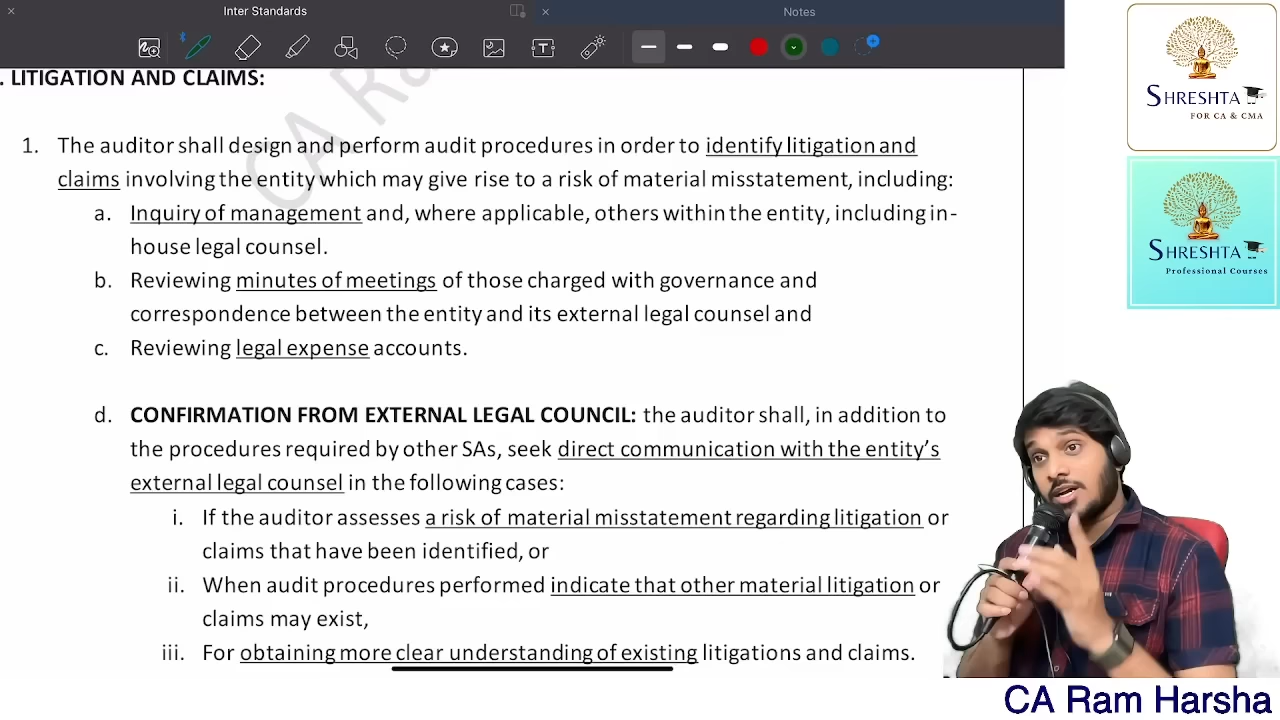 Inter Standards
Notes
. LITIGATION AND CLAIMS:
CA Ra
1. The auditor shall design and perform audit procedures in order to identify litigation and
claims involving the entity which may give rise to a risk of material misstatement, including:
a. Inquiry of management and, where applicable, others within the entity, including in-
house legal counsel.
b. Reviewing minutes of meetings of those charged with governance and
correspondence between the entity and its external legal counsel and
c. Reviewing legal expense accounts.
d. CONFIRMATION FROM EXTERNAL LEGAL COUNCIL: the auditor shall, in addition to
the procedures required by other SAs, seek direct communication with the entity’s
external legal counsel in the following cases:
i. If the auditor assesses a risk of material misstatement regarding litigation or
claims that have been identified, or
ii. When audit procedures performed indicate that other material litigation or
claims may exist,
iii. For obtaining more clear understanding of existing litigations and claims.
SHRESHTA
FOR CA & CMA
SHRESHTA
Professional Courses
CA Ram Harsha